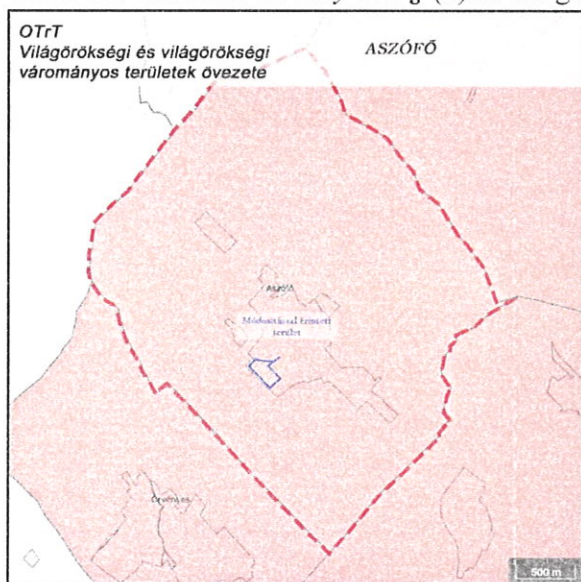 OTrT
Világörökségi és világörökségi
várományos területek övezete
ASZÓFŐ
Aszófő
Módosítással érintett
terület
Örvényes
500 m